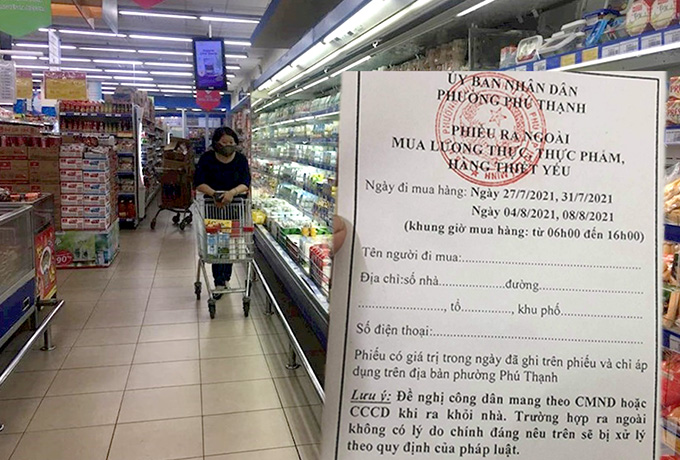 ỦY BAN NHÂN DÂN
PHƯỜNG PHÚ THẠNH
PHIẾU RA NGOÀI
MUA LƯƠNG THỰC, THỰC PHẨM,
HÀNG THIẾT YẾU
Ngày đi mua hàng: Ngày 27/7/2021, 31/7/2021
Ngày 04/8/2021, 08/8/2021
(khung giờ mua hàng: từ 06h00 đến 16h00)
Tên người đi mua:
Địa chỉ:số nhà...............đường
, tổ, khu phố
Số điện thoại:
Phiếu có giá trị trong ngày đã ghi trên phiếu và chỉ áp
dụng trên địa bàn phường Phú Thạnh
Lưu ý: Đề nghị công dân mang theo CMND hoặc
CCCD khi ra khỏi nhà. Trường hợp ra ngoài
không có lý do chính đáng nêu trên sẽ bị xử lý
theo quy định của pháp luật.